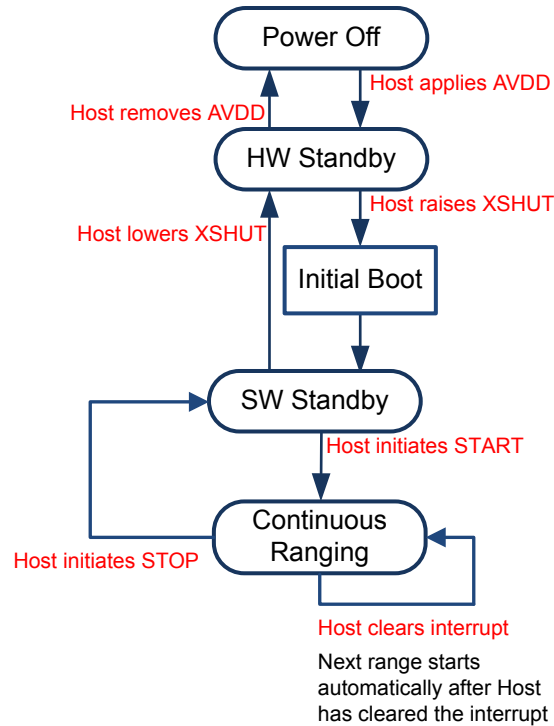 Power Off
Host applies AVDD
Host removes AVDD
HW Standby
Host raises XSHUT
Host lowers XSHUT
Initial Boot
SW Standby
Host initiates START
Continuous
Ranging
Host initiates STOP
Host clears interrupt
Next range starts
automatically after Host
has cleared the interrupt